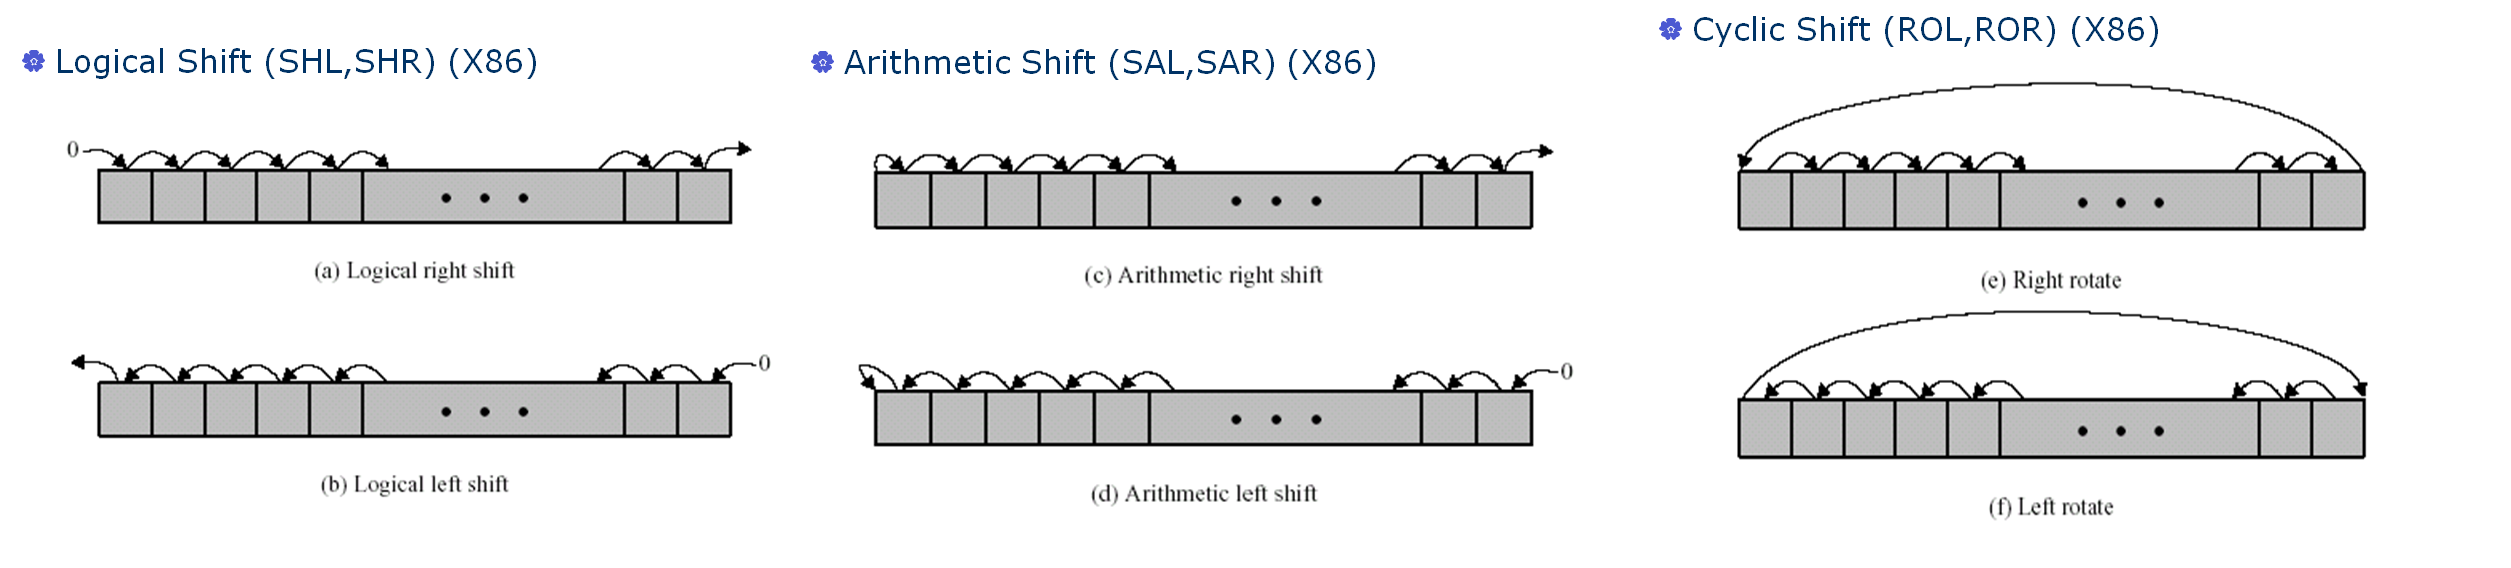 Logical Shift (SHL,SHR) (X86)
0
(a) Logical right shift
0
(b) Logical left shift
Arithmetic Shift (SAL,SAR) (X86)
(c) Arithmetic right shift
0
(d) Arithmetic left shift
Cyclic Shift (ROL,ROR) (X86)
(e) Right rotate
(f) Left rotate